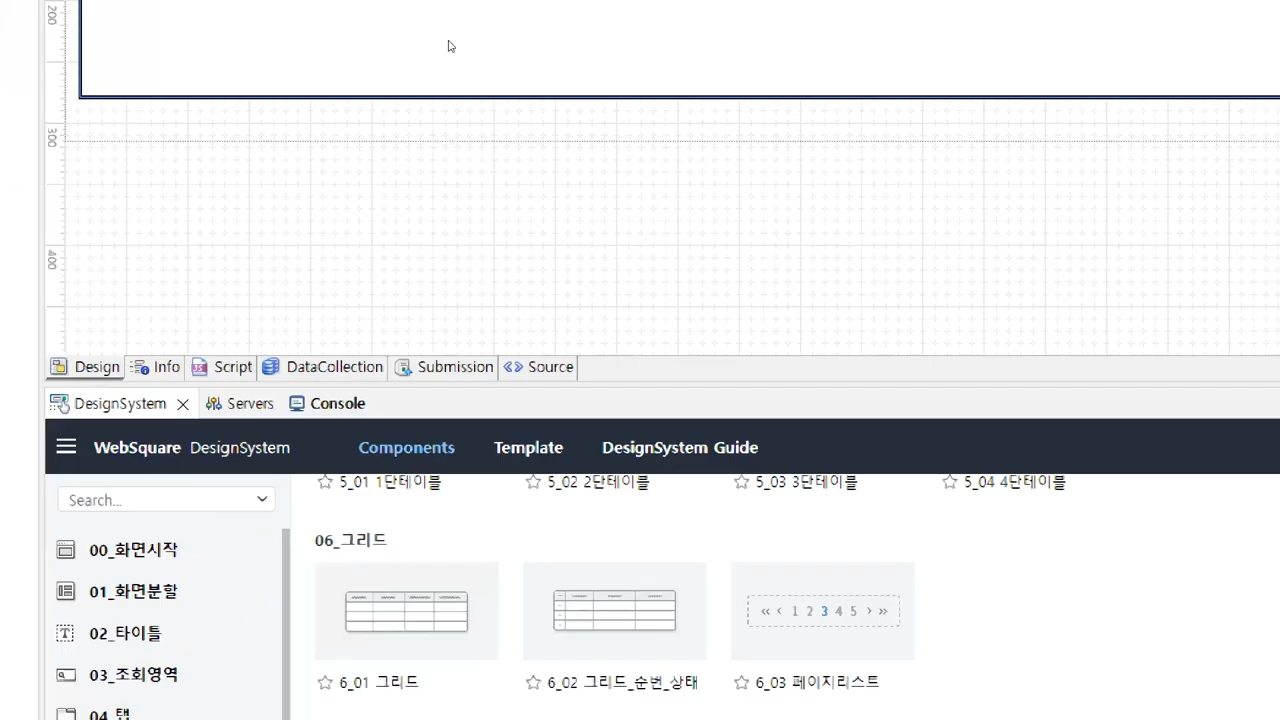 200
300
400
Design Info Script DataCollection Submission Source
DesignSystem Servers Console
WebSquare DesignSystem Components Template DesignSystem Guide
Search...
00_화면시작
01_화면분할
02_타이틀
03_조회영역
04_탭
5_01 1단테이블 5_02 2단테이블 5_03 3단테이블 5_04 4단테이블
06_그리드
« ‹ 1 2 3 4 5 › »
6_01 그리드 6_02 그리드_순번_상태 6_03 페이지리스트